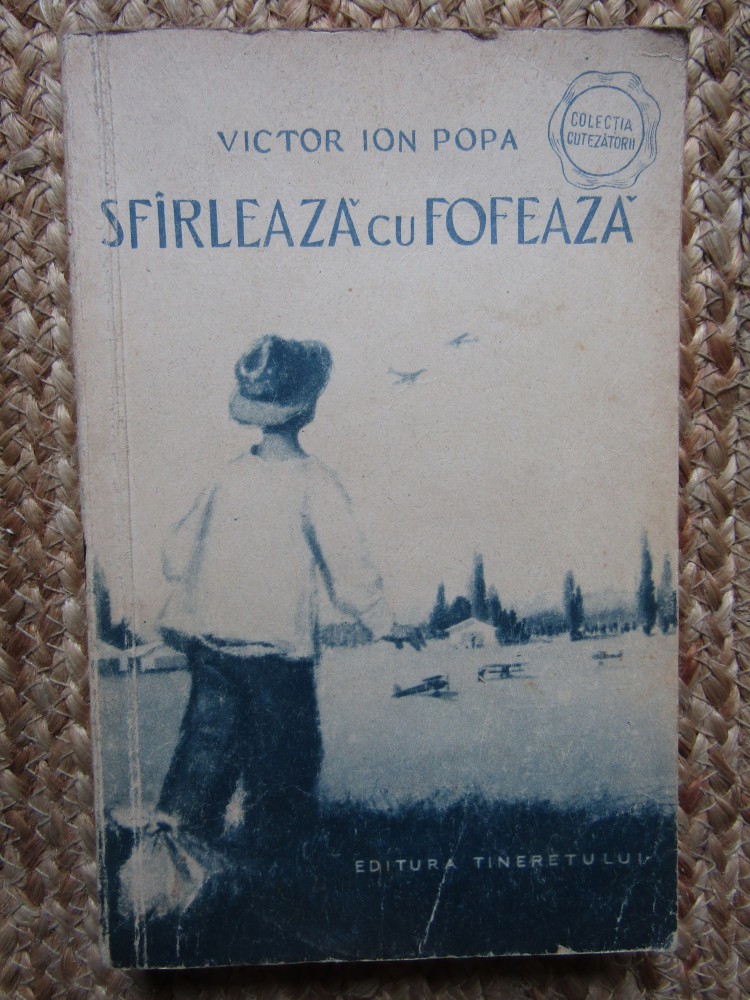 COLECȚIA
CUTEZĂTORII
VICTOR ION POPA
SFÎRLEAZĂ CU FOFEAZĂ
EDITURA TINERETULUI